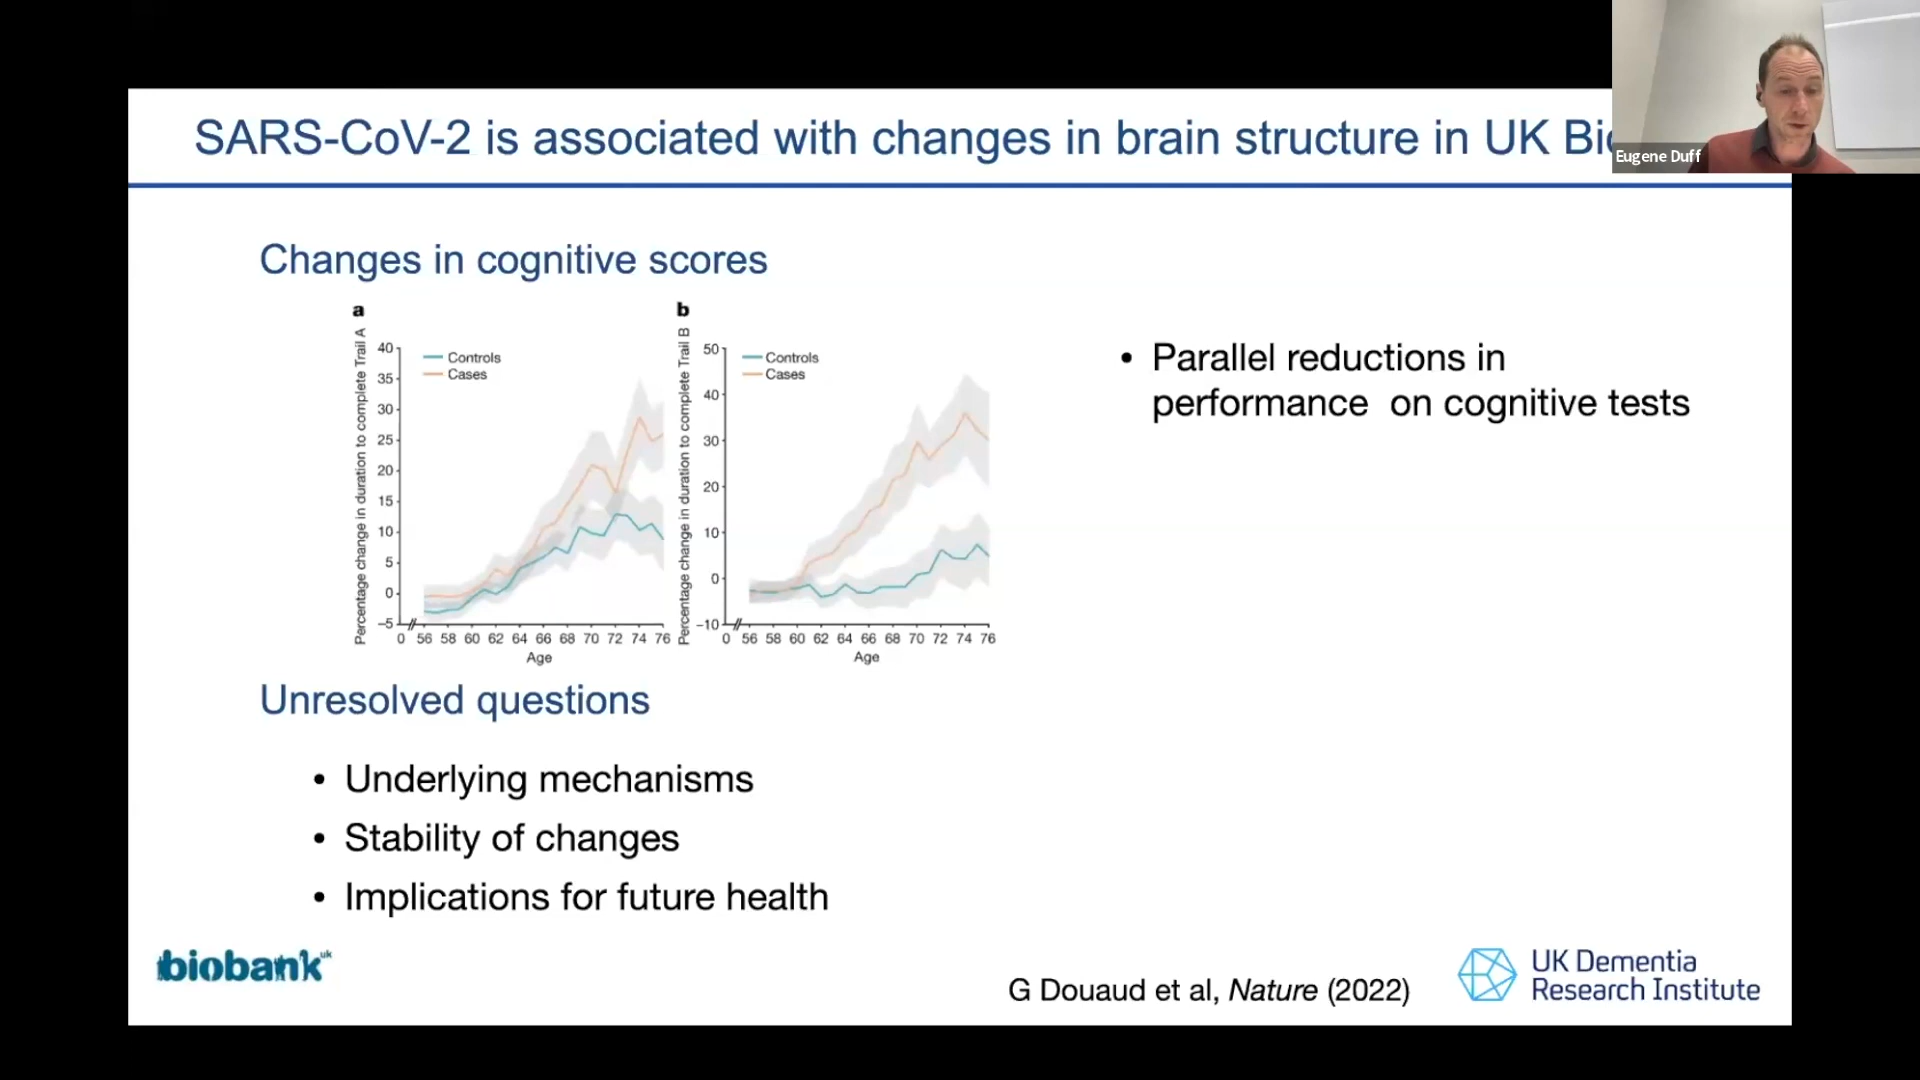 SARS-CoV-2 is associated with changes in brain structure in UK
Eugene Duff
Changes in cognitive scores
a
Percentage change in duration to complete Trail A
Controls
Cases
40
35
30
25
20
15
10
5
0
–5
0 56 58 60 62 64 66 68 70 72 74 76
Age
b
Percentage change in duration to complete Trail B
Controls
Cases
50
40
30
20
10
0
–10
0 56 58 60 62 64 66 68 70 72 74 76
Age
• Parallel reductions in
performance on cognitive tests
Unresolved questions
• Underlying mechanisms
• Stability of changes
• Implications for future health
biobank uk
G Douaud et al, Nature (2022)
UK Dementia
Research Institute